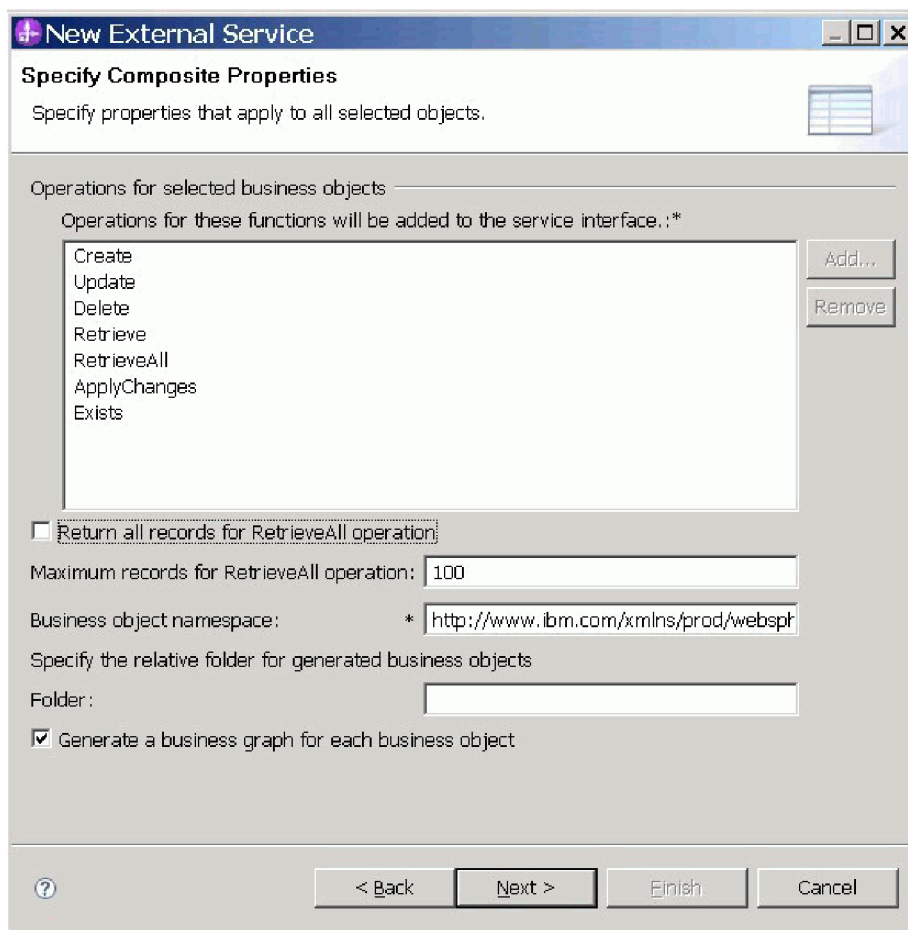 New External Service
Specify Composite Properties
Specify properties that apply to all selected objects.
Operations for selected business objects
Operations for these functions will be added to the service interface.:*
Create
Update
Delete
Retrieve
RetrieveAll
ApplyChanges
Exists
Add...
Remove
Return all records for RetrieveAll operation
Maximum records for RetrieveAll operation: 100
Business object namespace: * http://www.ibm.com/xmlns/prod/websph
Specify the relative folder for generated business objects
Folder:
Generate a business graph for each business object
? < Back Next > Finish Cancel